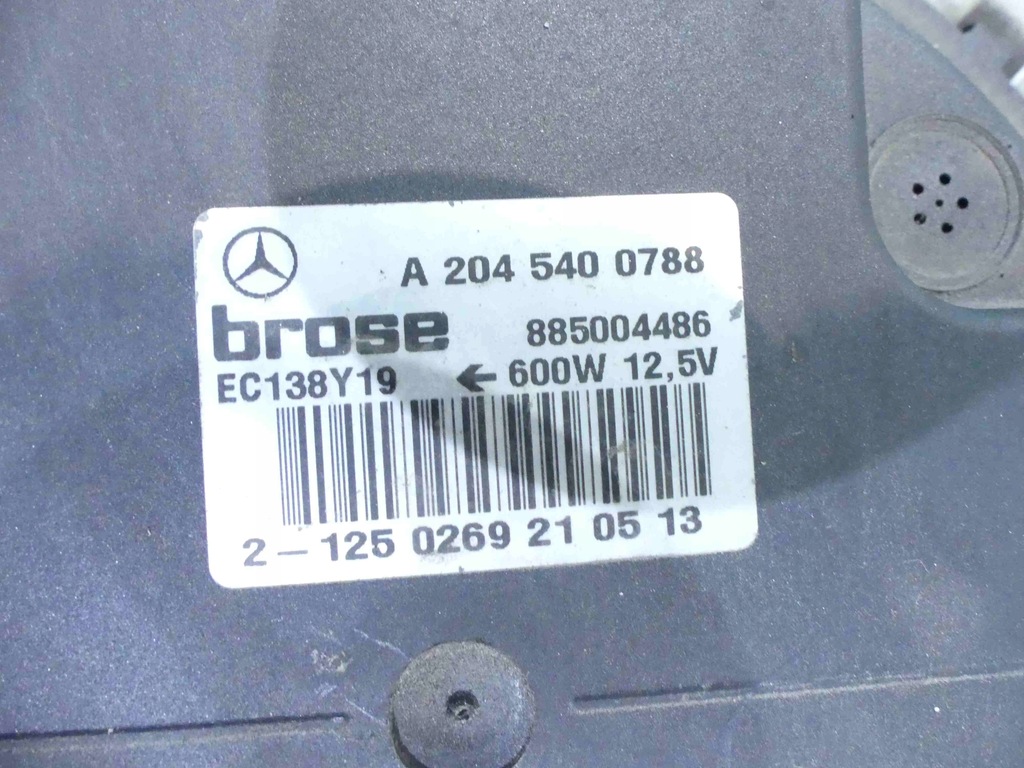 A 204 540 0788
brose 885004486
EC138Y19 ← 600W 12,5V
2-125 0269 21 05 13